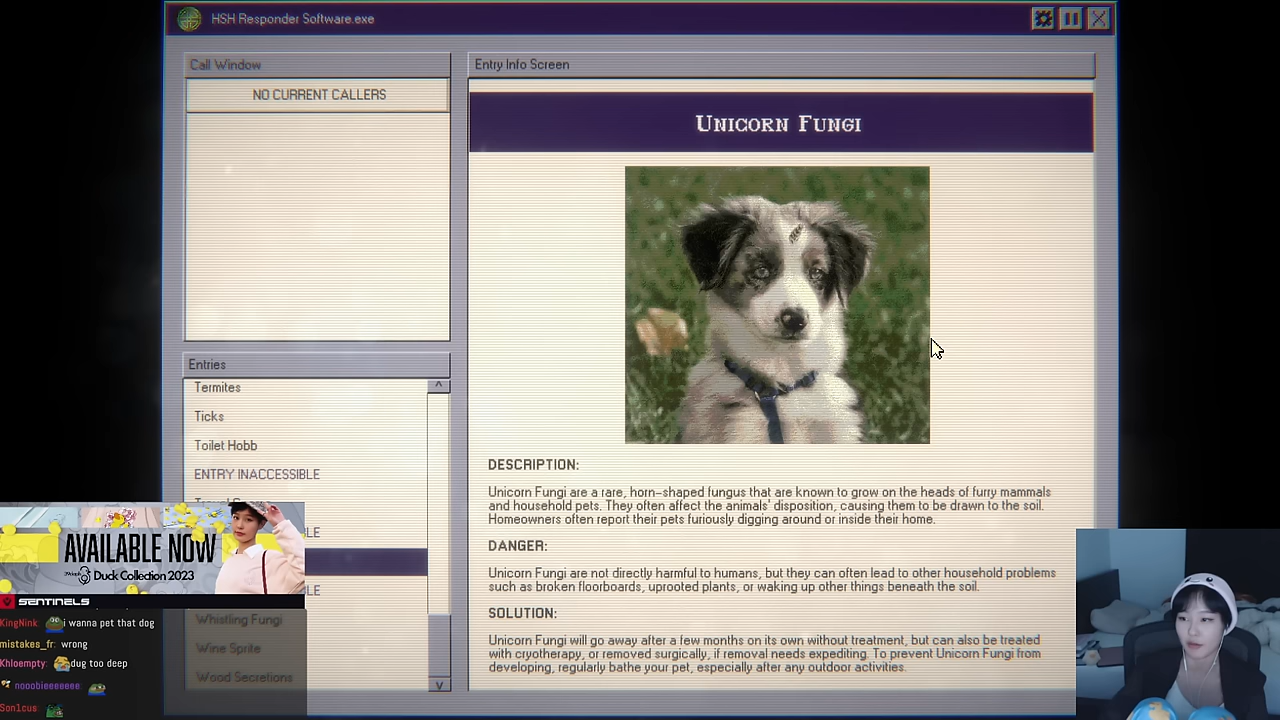 HSH Responder Software.exe
Call Window
NO CURRENT CALLERS
Entry Info Screen
UNICORN FUNGI
DESCRIPTION:
Unicorn Fungi are a rare, horn-shaped fungus that are known to grow on the heads of furry mammals
and household pets. They often affect the animals' disposition, causing them to be drawn to the soil.
Homeowners often report their pets furiously digging around or inside their home.
DANGER:
Unicorn Fungi are not directly harmful to humans, but they can often lead to other household problems
such as broken floorboards, uprooted plants, or waking up other things beneath the soil.
SOLUTION:
Unicorn Fungi will go away after a few months on its own without treatment, but can also be treated
with cryotherapy, or removed surgically, if removal needs expediting. To prevent Unicorn Fungi from
developing, regularly bathe your pet, especially after any outdoor activities.
Entries
Termites
Ticks
Toilet Hobb
ENTRY INACCESSIBLE
Whistling Fungi
Wine Sprite
Wood Secretions
AVAILABLE NOW
Duck Collection 2023
SENTINELS
KingNink: i wanna pet that dog
mistakes_fr: wrong
Khloempty: dug too deep
nooobieeeeeee:
Son1cus: